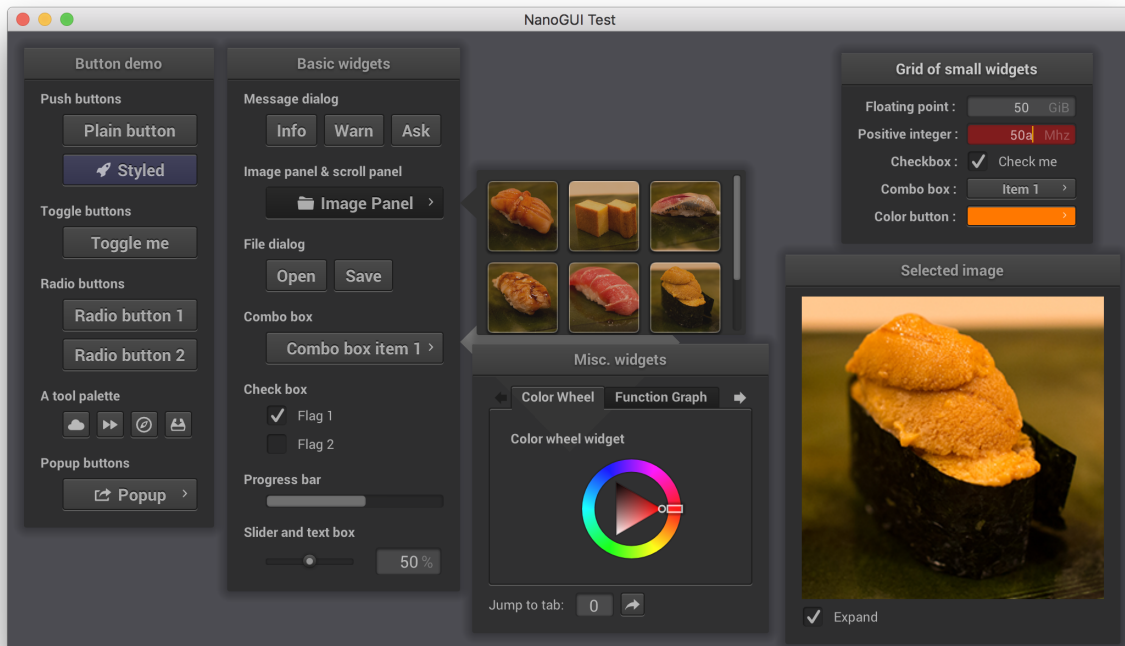 NanoGUI Test
Button demo
Push buttons
Plain button
Styled
Toggle buttons
Toggle me
Radio buttons
Radio button 1
Radio button 2
A tool palette
Popup buttons
Popup
Basic widgets
Message dialog
Info Warn Ask
Image panel & scroll panel
Image Panel
File dialog
Open Save
Combo box
Combo box item 1
Check box
Flag 1
Flag 2
Progress bar
Slider and text box
50 %
Misc. widgets
Color Wheel Function Graph
Color wheel widget
Jump to tab: 0
Grid of small widgets
Floating point : 50 GiB
Positive integer : 50a Mhz
Checkbox : Check me
Combo box : Item 1
Color button :
Selected image
Expand